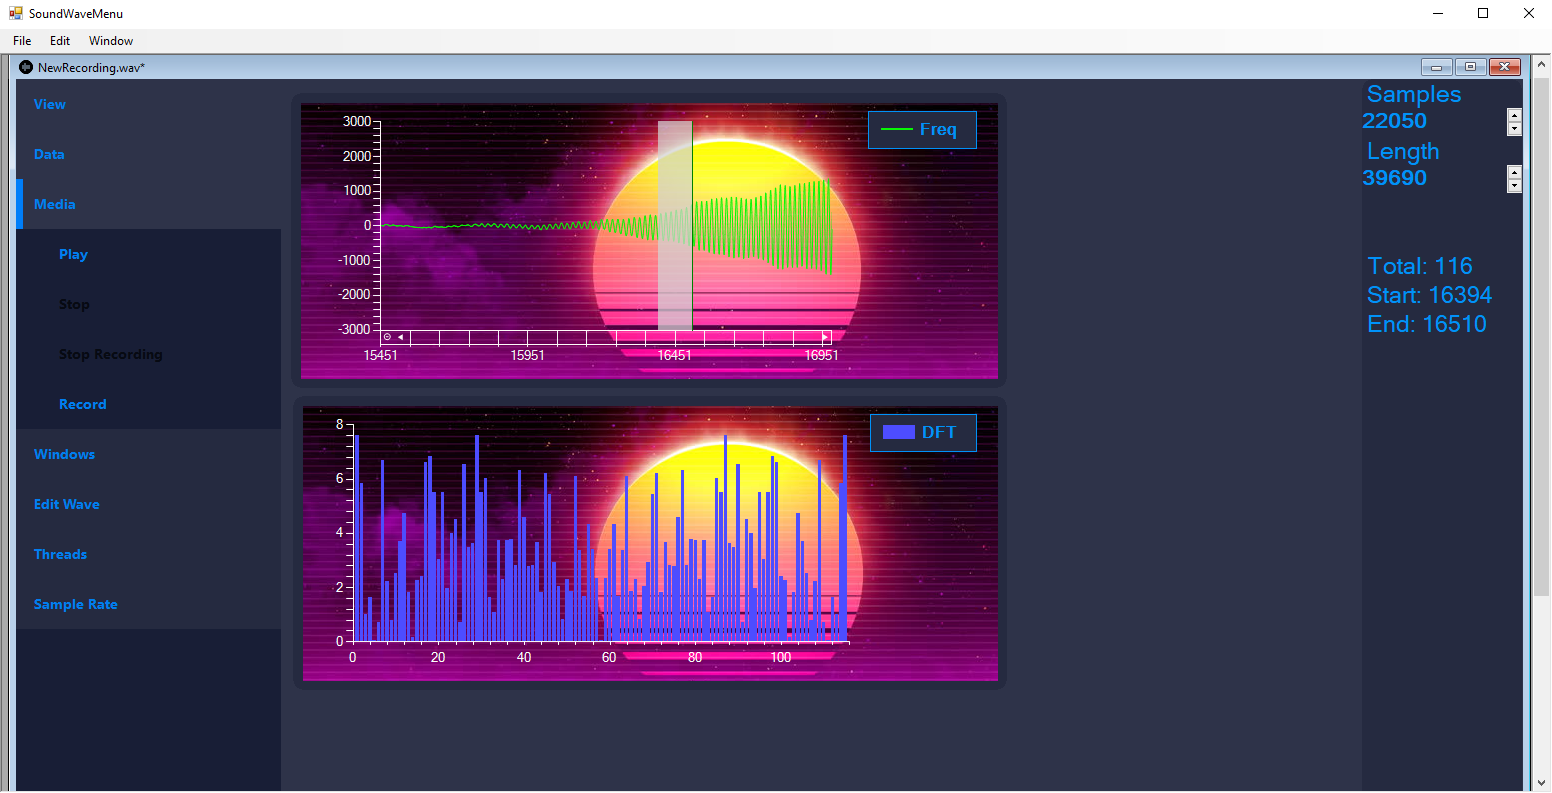 SoundWaveMenu
File Edit Window
NewRecording.wav*
View
Data
Media
Play
Stop
Stop Recording
Record
Windows
Edit Wave
Threads
Sample Rate
Freq
3000
2000
1000
0
-1000
-2000
-3000
15451 15951 16451 16951
DFT
8
6
4
2
0
0 20 40 60 80 100
Samples
22050
Length
39690
Total: 116
Start: 16394
End: 16510